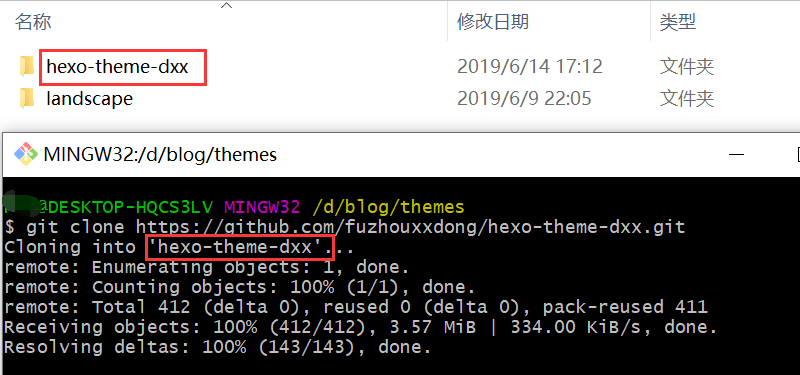 名称 修改日期 类型
hexo-theme-dxx 2019/6/14 17:12 文件夹
landscape 2019/6/9 22:05 文件夹
MINGW32:/d/blog/themes
@DESKTOP-HQCS3LV MINGW32 /d/blog/themes
$ git clone https://github.com/fuzhouxxdong/hexo-theme-dxx.git
Cloning into 'hexo-theme-dxx'...
remote: Enumerating objects: 1, done.
remote: Counting objects: 100% (1/1), done.
remote: Total 412 (delta 0), reused 0 (delta 0), pack-reused 411
Receiving objects: 100% (412/412), 3.57 MiB | 334.00 KiB/s, done.
Resolving deltas: 100% (143/143), done.